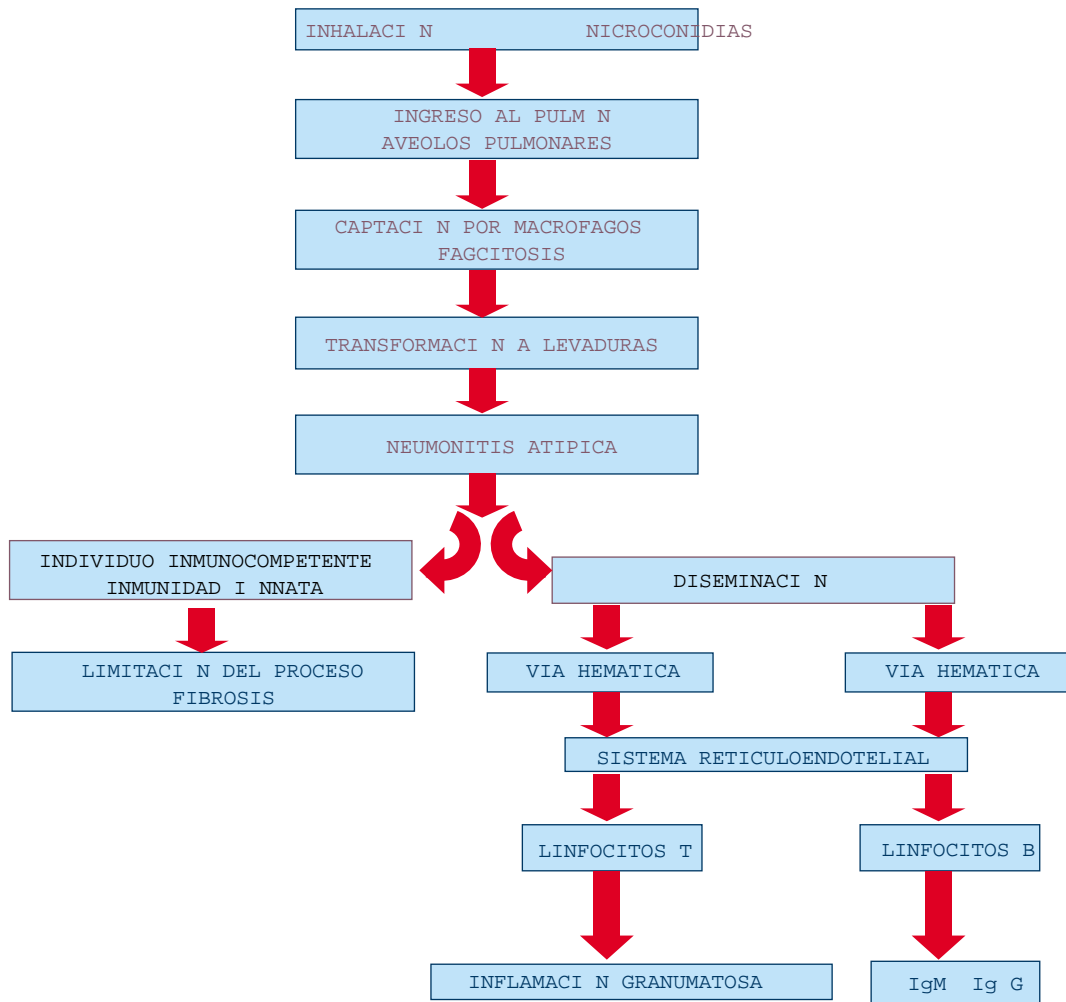 INHALACI N NICROCONIDIAS
INGRESO AL PULM N
AVEOLOS PULMONARES
CAPTACI N POR MACROFAGOS
FAGCITOSIS
TRANSFORMACI N A LEVADURAS
NEUMONITIS ATIPICA
INDIVIDUO INMUNOCOMPETENTE
INMUNIDAD I NNATA
DISEMINACI N
LIMITACI N DEL PROCESO
FIBROSIS
VIA HEMATICA
VIA HEMATICA
SISTEMA RETICULOENDOTELIAL
LINFOCITOS T
LINFOCITOS B
INFLAMACI N GRANUMATOSA
IgM Ig G